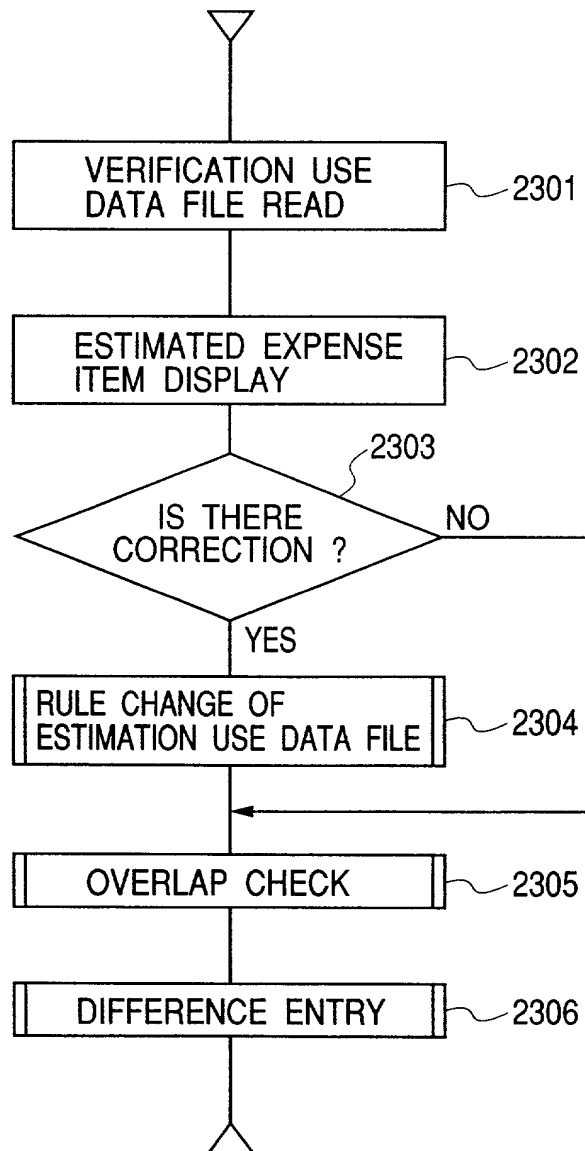 VERIFICATION USE
DATA FILE READ
2301
ESTIMATED EXPENSE
ITEM DISPLAY
2302
2303
IS THERE
CORRECTION ?
NO
YES
RULE CHANGE OF
ESTIMATION USE DATA FILE
2304
OVERLAP CHECK
2305
DIFFERENCE ENTRY
2306